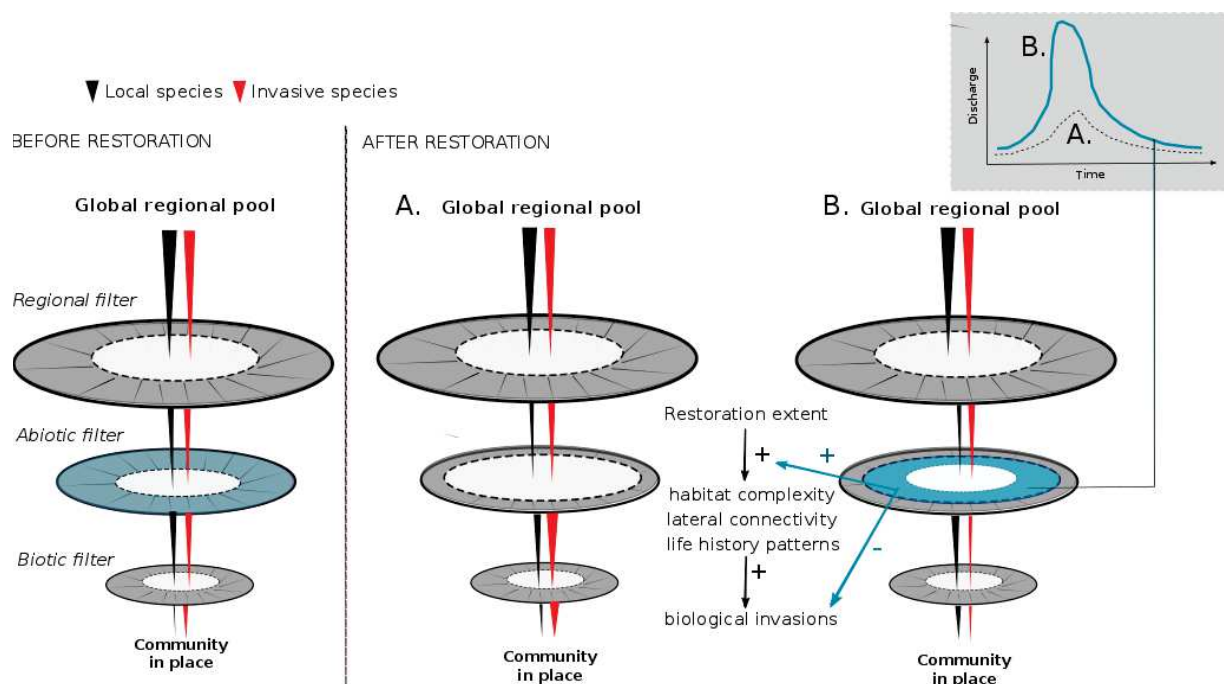 B.
A.
Discharge
Time
Local species Invasive species
BEFORE RESTORATION
AFTER RESTORATION
Global regional pool
A. Global regional pool
B. Global regional pool
Regional filter
Abiotic filter
Biotic filter
Community
in place
Restoration extent
+
+
habitat complexity
lateral connectivity
life history patterns
+
-
biological invasions
Community
in place
Community
in place